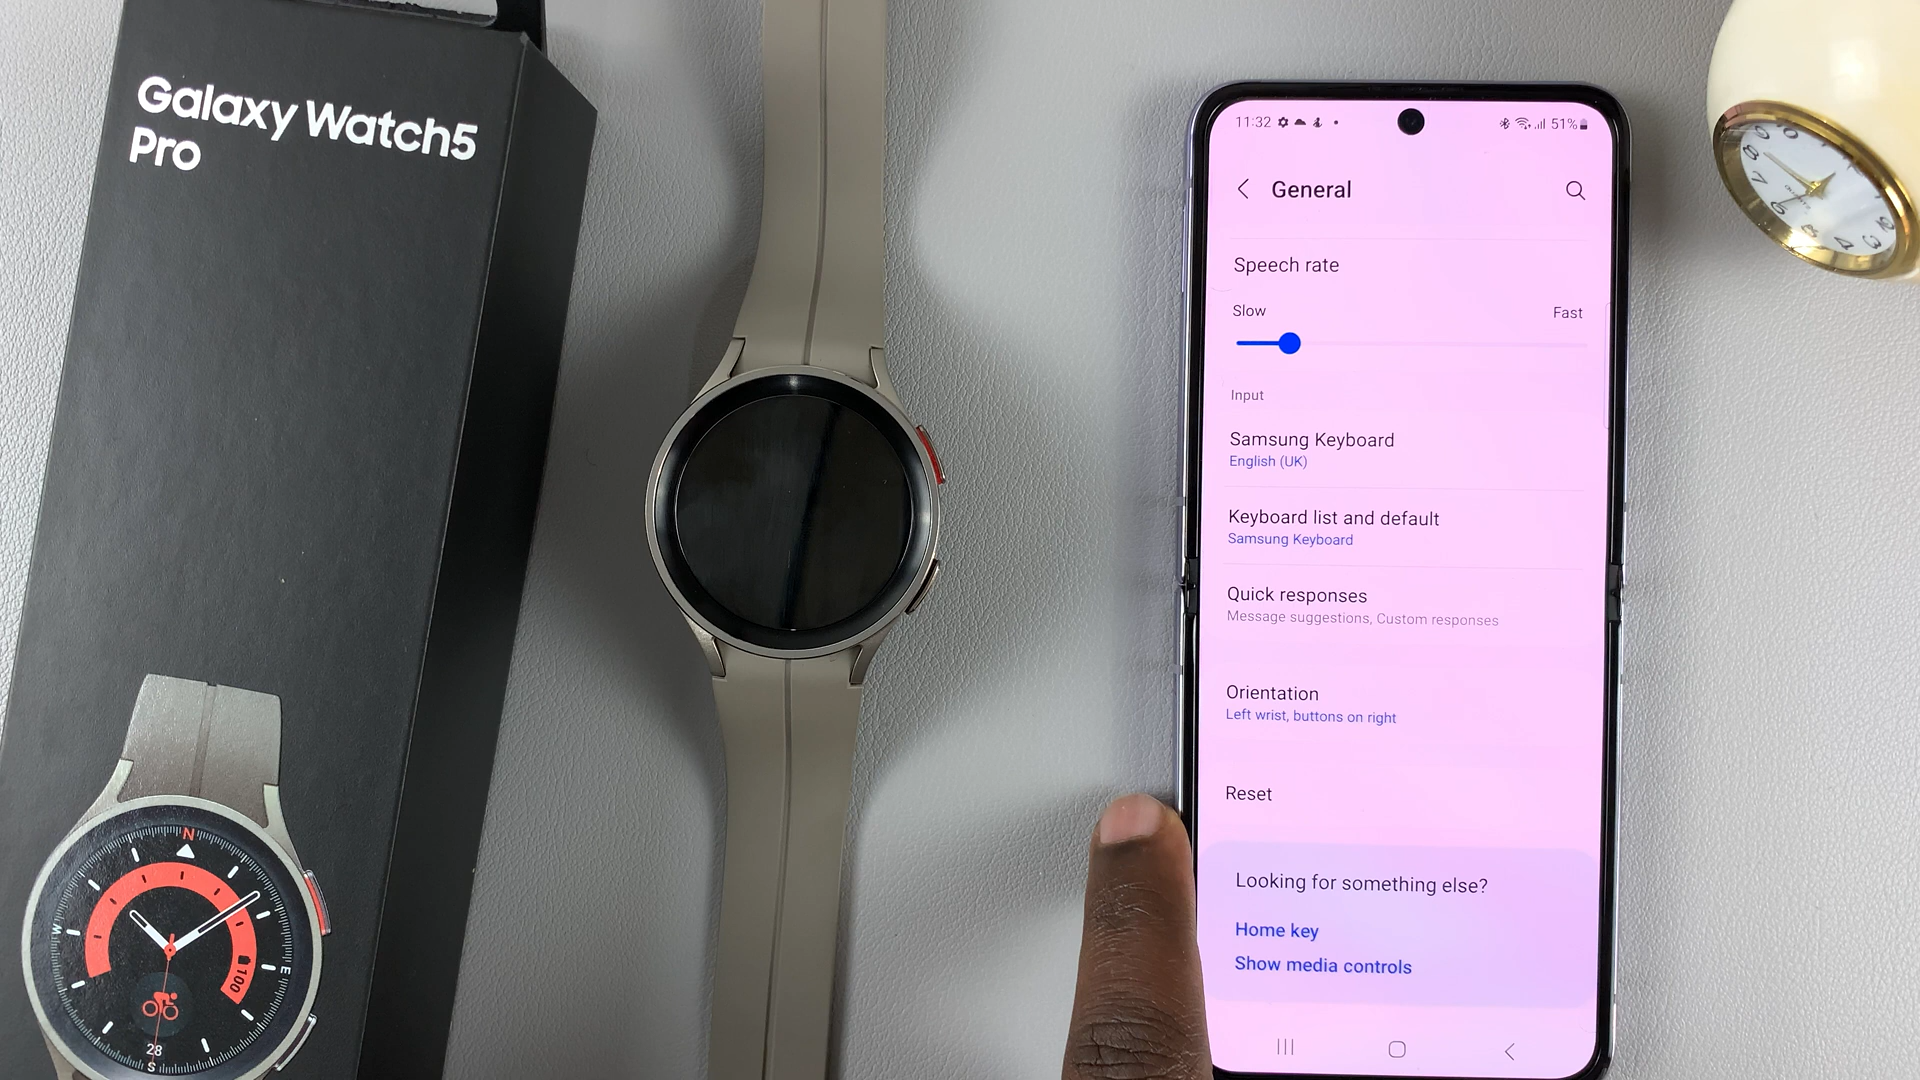 Galaxy Watch5
Pro
N
W
E
100
28
S
11:32
51%
General
Speech rate
Slow
Fast
Input
Samsung Keyboard
English (UK)
Keyboard list and default
Samsung Keyboard
Quick responses
Message suggestions, Custom responses
Orientation
Left wrist, buttons on right
Reset
Looking for something else?
Home key
Show media controls